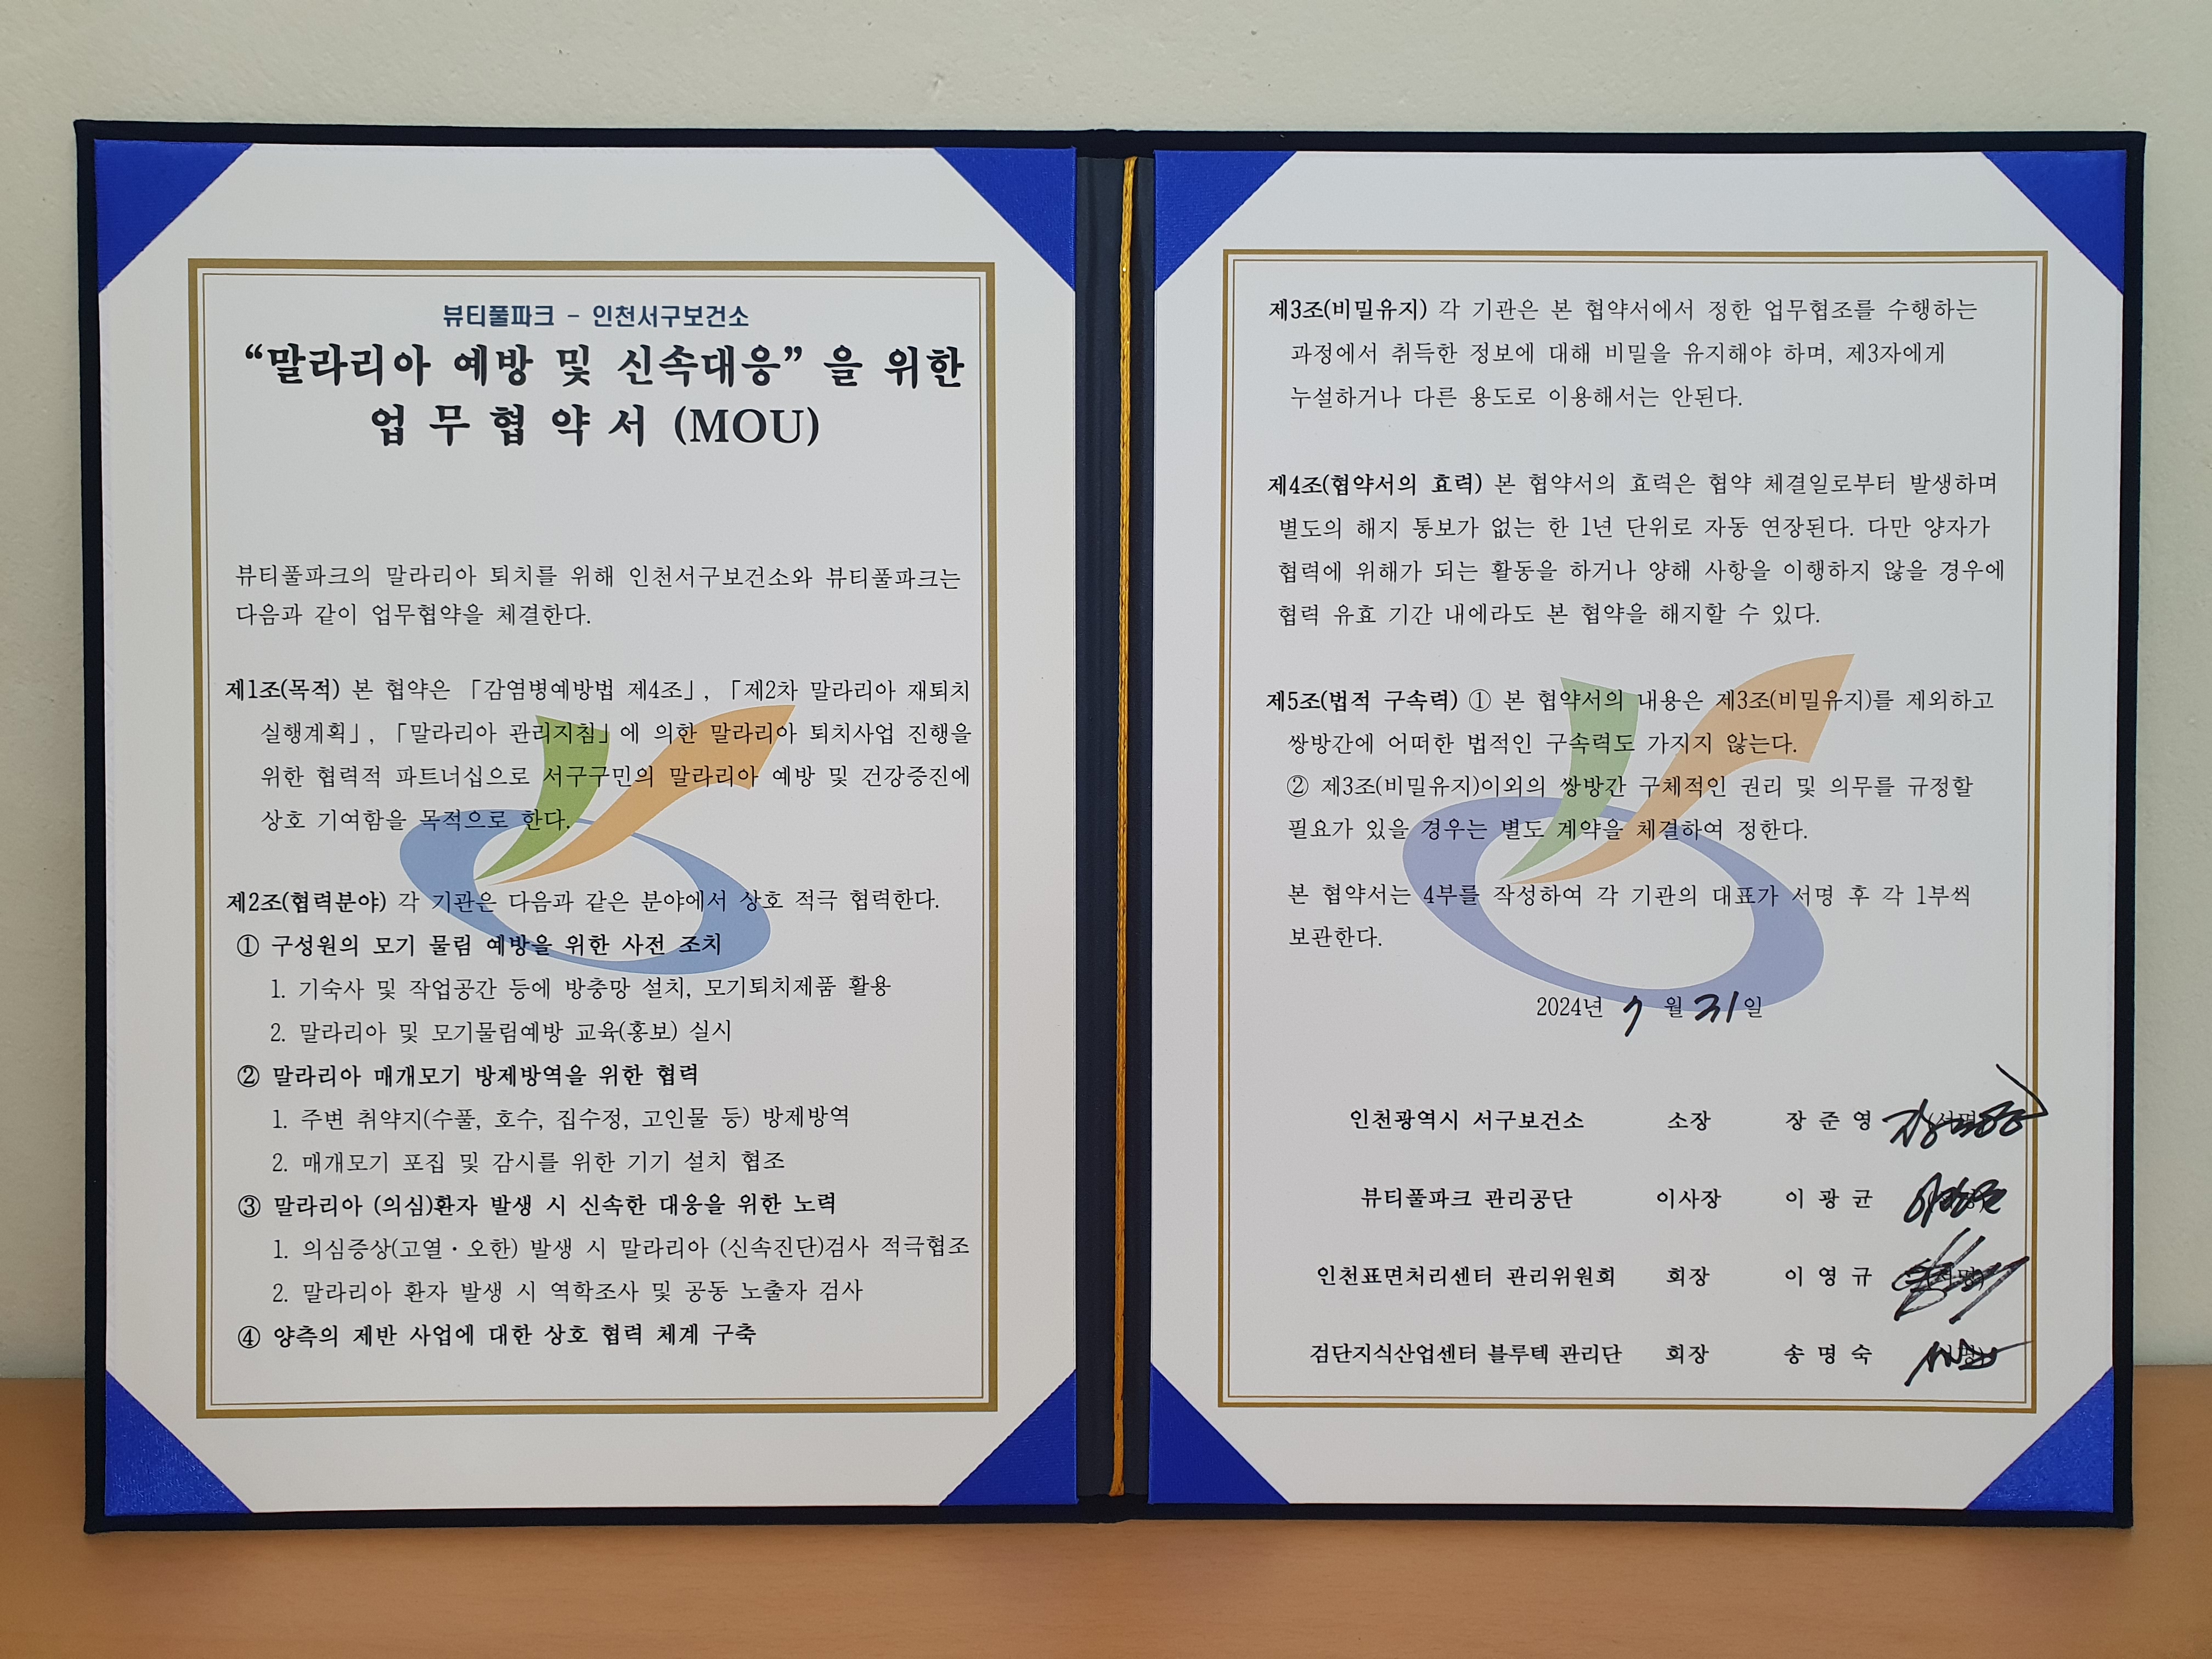 뷰티풀파크 - 인천서구보건소
“말라리아 예방 및 신속대응” 을 위한
업 무 협 약 서 (MOU)
뷰티풀파크의 말라리아 퇴치를 위해 인천서구보건소와 뷰티풀파크는
다음과 같이 업무협약을 체결한다.
제1조(목적) 본 협약은 「감염병예방법 제4조」, 「제2차 말라리아 재퇴치
실행계획」, 「말라리아 관리지침」에 의한 말라리아 퇴치사업 진행을
위한 협력적 파트너십으로 서구구민의 말라리아 예방 및 건강증진에
상호 기여함을 목적으로 한다.
제2조(협력분야) 각 기관은 다음과 같은 분야에서 상호 적극 협력한다.
① 구성원의 모기 물림 예방을 위한 사전 조치
1. 기숙사 및 작업공간 등에 방충망 설치, 모기퇴치제품 활용
2. 말라리아 및 모기물림예방 교육(홍보) 실시
② 말라리아 매개모기 방제방역을 위한 협력
1. 주변 취약지(수풀, 호수, 집수정, 고인물 등) 방제방역
2. 매개모기 포집 및 감시를 위한 기기 설치 협조
③ 말라리아 (의심)환자 발생 시 신속한 대응을 위한 노력
1. 의심증상(고열・오한) 발생 시 말라리아 (신속진단)검사 적극협조
2. 말라리아 환자 발생 시 역학조사 및 공동 노출자 검사
④ 양측의 제반 사업에 대한 상호 협력 체계 구축
제3조(비밀유지) 각 기관은 본 협약서에서 정한 업무협조를 수행하는
과정에서 취득한 정보에 대해 비밀을 유지해야 하며, 제3자에게
누설하거나 다른 용도로 이용해서는 안된다.
제4조(협약서의 효력) 본 협약서의 효력은 협약 체결일로부터 발생하며
별도의 해지 통보가 없는 한 1년 단위로 자동 연장된다. 다만 양자가
협력에 위해가 되는 활동을 하거나 양해 사항을 이행하지 않을 경우에
협력 유효 기간 내에라도 본 협약을 해지할 수 있다.
제5조(법적 구속력) ① 본 협약서의 내용은 제3조(비밀유지)를 제외하고
쌍방간에 어떠한 법적인 구속력도 가지지 않는다.
② 제3조(비밀유지)이외의 쌍방간 구체적인 권리 및 의무를 규정할
필요가 있을 경우는 별도 계약을 체결하여 정한다.
본 협약서는 4부를 작성하여 각 기관의 대표가 서명 후 각 1부씩
보관한다.
2024년 7 월 31 일
인천광역시 서구보건소 소장 장 준 영
뷰티풀파크 관리공단 이사장 이 광 균
인천표면처리센터 관리위원회 회장 이 영 규
검단지식산업센터 블루텍 관리단 회장 송 명 숙